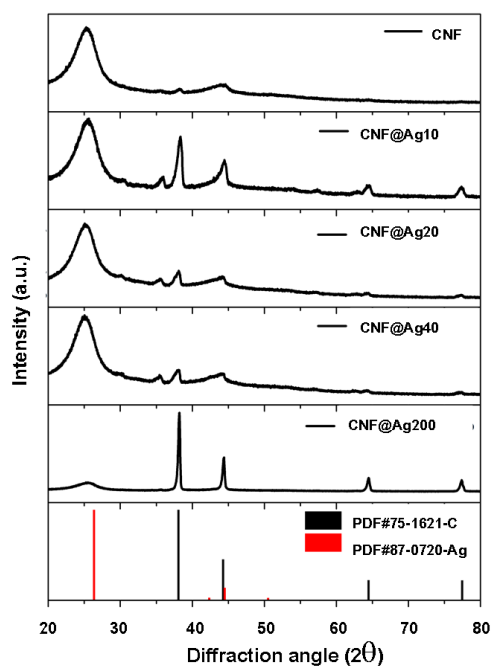 CNF
CNF@Ag10
CNF@Ag20
CNF@Ag40
CNF@Ag200
PDF#75-1621-C
PDF#87-0720-Ag
Intensity (a.u.)
20 30 40 50 60 70 80
Diffraction angle (2θ)